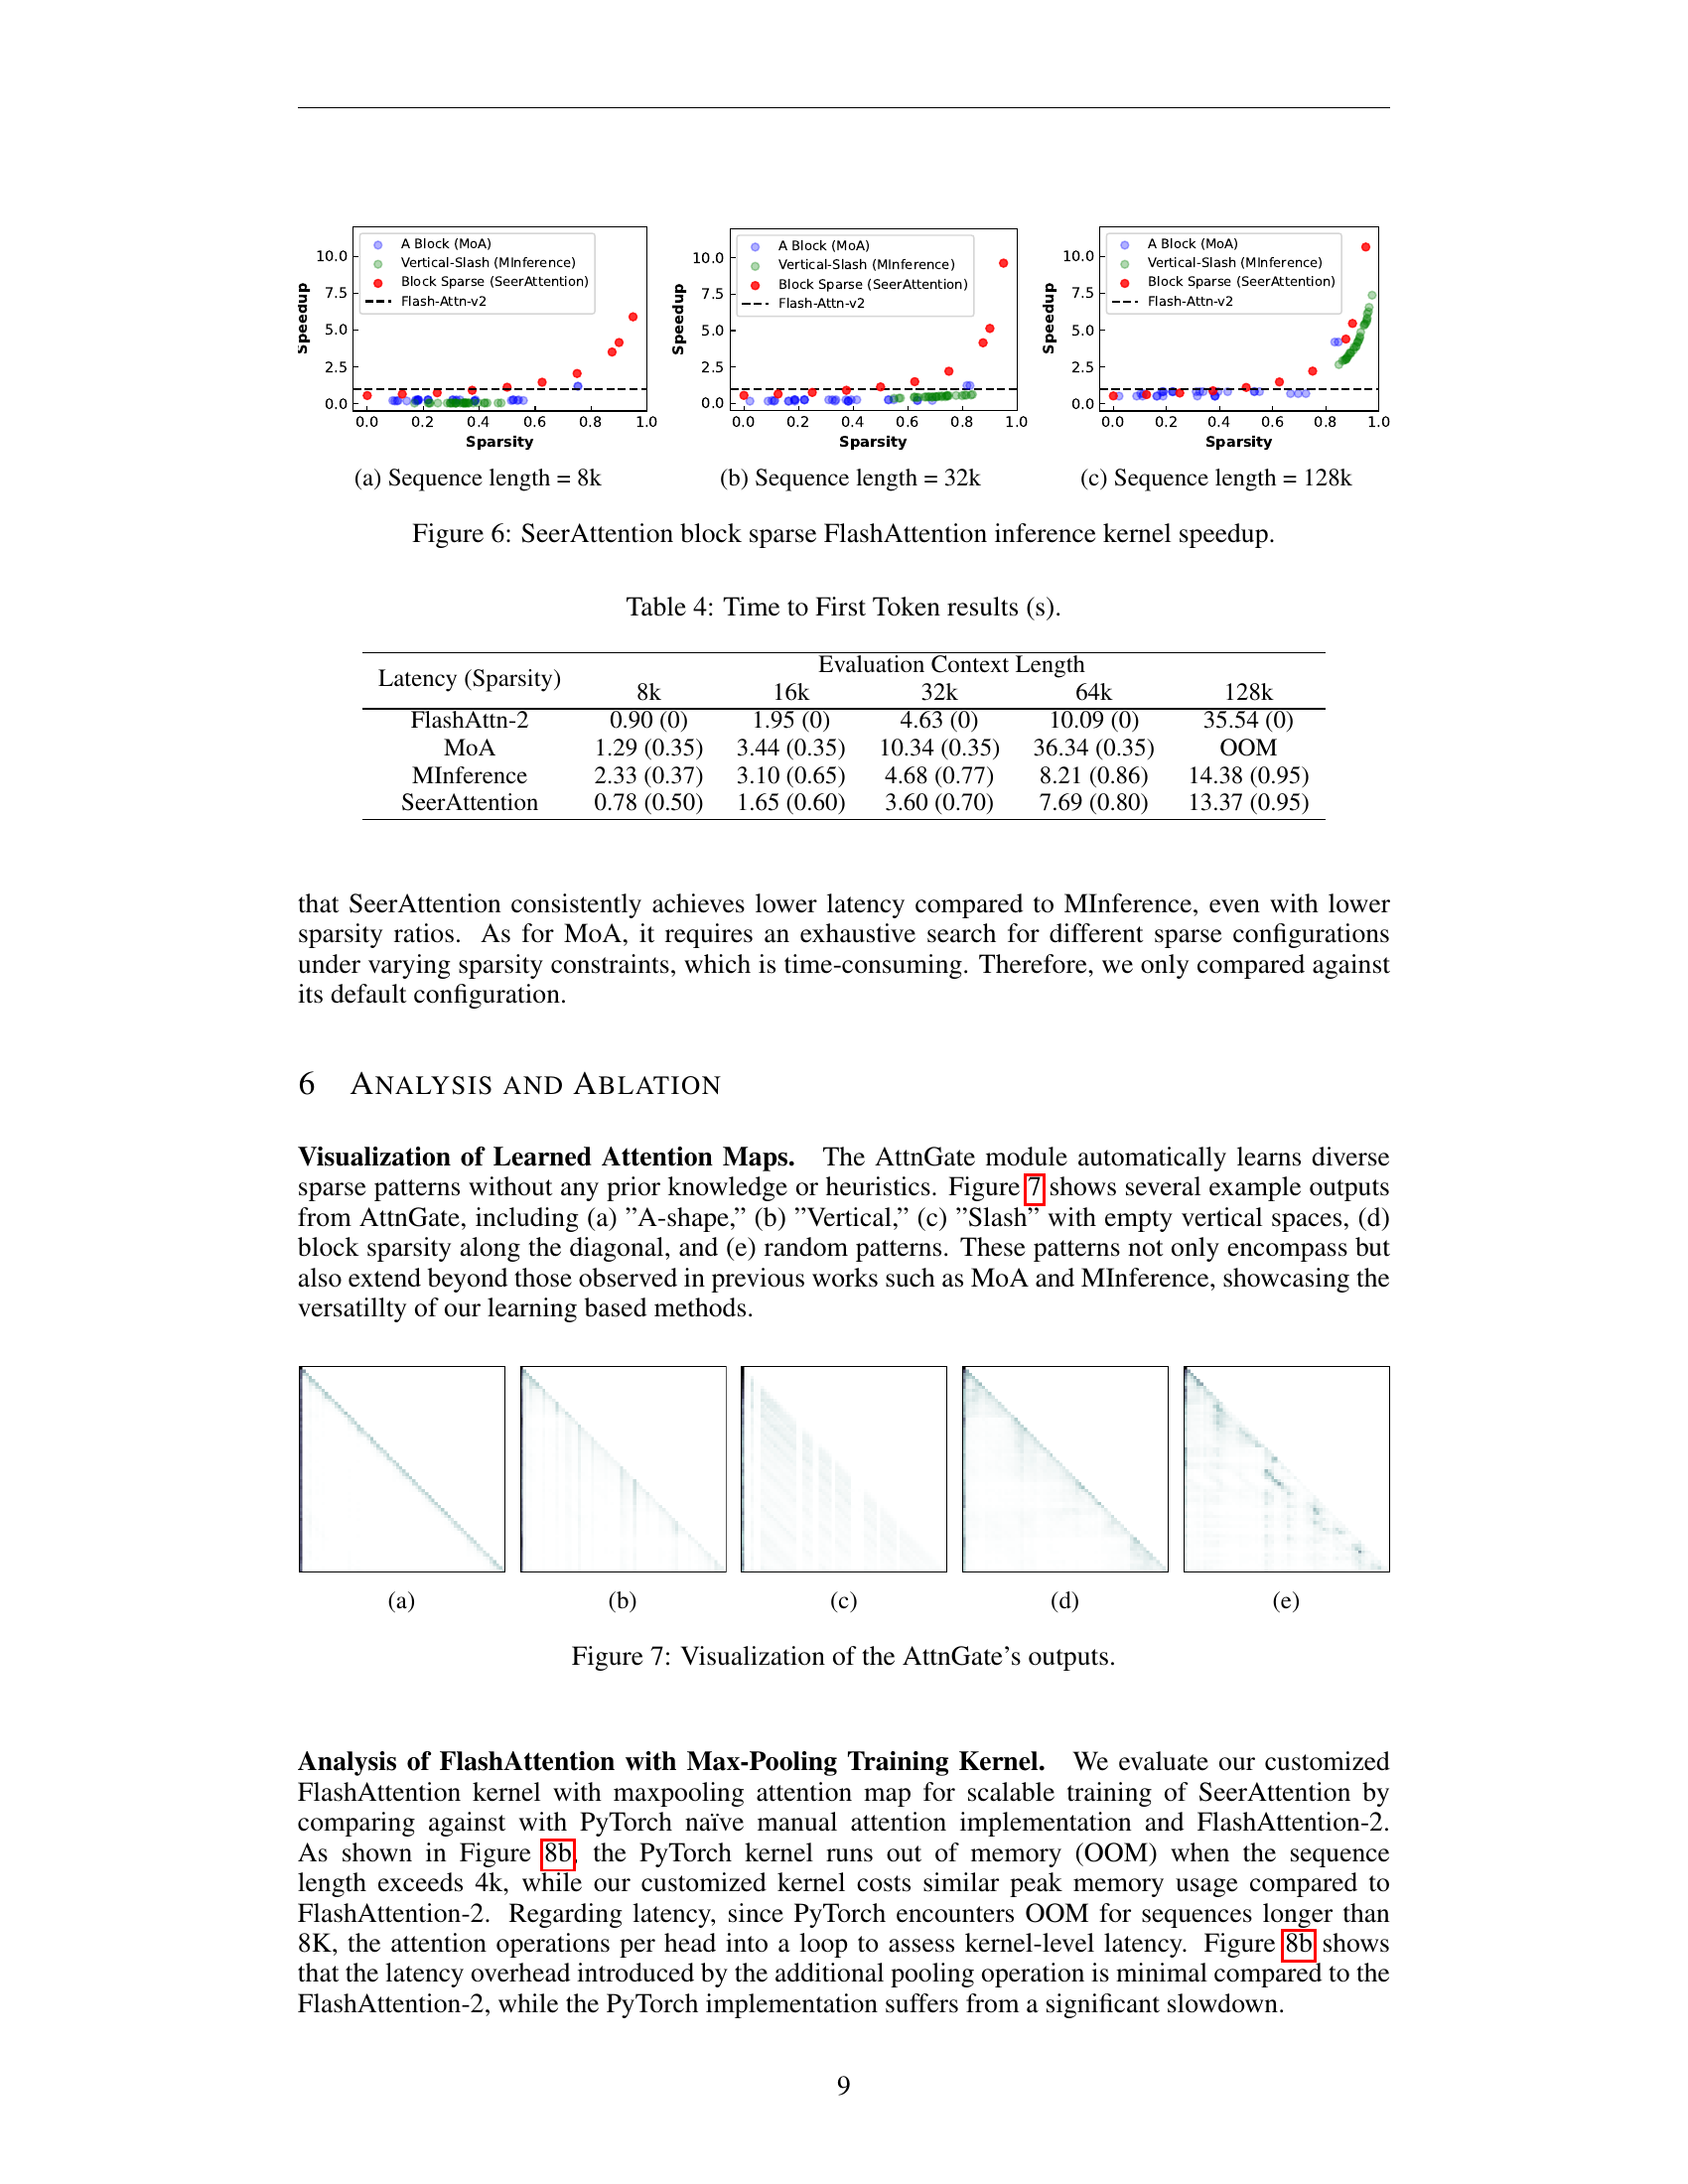 10.0
7.5
5.0
2.5
0.0
Speedup
A Block (MoA)
Vertical-Slash (MInference)
Block Sparse (SeerAttention)
Flash-Attn-v2
0.0 0.2 0.4 0.6 0.8 1.0
Sparsity
(a) Sequence length = 8k
10.0
7.5
5.0
2.5
0.0
Speedup
A Block (MoA)
Vertical-Slash (MInference)
Block Sparse (SeerAttention)
Flash-Attn-v2
0.0 0.2 0.4 0.6 0.8 1.0
Sparsity
(b) Sequence length = 32k
10.0
7.5
5.0
2.5
0.0
Speedup
A Block (MoA)
Vertical-Slash (MInference)
Block Sparse (SeerAttention)
Flash-Attn-v2
0.0 0.2 0.4 0.6 0.8 1.0
Sparsity
(c) Sequence length = 128k
Figure 6: SeerAttention block sparse FlashAttention inference kernel speedup.
Table 4: Time to First Token results (s).
Latency (Sparsity) Evaluation Context Length
8k 16k 32k 64k 128k
FlashAttn-2 0.90 (0) 1.95 (0) 4.63 (0) 10.09 (0) 35.54 (0)
MoA 1.29 (0.35) 3.44 (0.35) 10.34 (0.35) 36.34 (0.35) OOM
MInference 2.33 (0.37) 3.10 (0.65) 4.68 (0.77) 8.21 (0.86) 14.38 (0.95)
SeerAttention 0.78 (0.50) 1.65 (0.60) 3.60 (0.70) 7.69 (0.80) 13.37 (0.95)
that SeerAttention consistently achieves lower latency compared to MInference, even with lower
sparsity ratios. As for MoA, it requires an exhaustive search for different sparse configurations
under varying sparsity constraints, which is time-consuming. Therefore, we only compared against
its default configuration.
6 ANALYSIS AND ABLATION
Visualization of Learned Attention Maps. The AttnGate module automatically learns diverse
sparse patterns without any prior knowledge or heuristics. Figure 7 shows several example outputs
from AttnGate, including (a) ”A-shape,” (b) ”Vertical,” (c) ”Slash” with empty vertical spaces, (d)
block sparsity along the diagonal, and (e) random patterns. These patterns not only encompass but
also extend beyond those observed in previous works such as MoA and MInference, showcasing the
versatillty of our learning based methods.
(a) (b) (c) (d) (e)
Figure 7: Visualization of the AttnGate’s outputs.
Analysis of FlashAttention with Max-Pooling Training Kernel. We evaluate our customized
FlashAttention kernel with maxpooling attention map for scalable training of SeerAttention by
comparing against with PyTorch naïve manual attention implementation and FlashAttention-2.
As shown in Figure 8b, the PyTorch kernel runs out of memory (OOM) when the sequence
length exceeds 4k, while our customized kernel costs similar peak memory usage compared to
FlashAttention-2. Regarding latency, since PyTorch encounters OOM for sequences longer than
8K, the attention operations per head into a loop to assess kernel-level latency. Figure 8b shows
that the latency overhead introduced by the additional pooling operation is minimal compared to the
FlashAttention-2, while the PyTorch implementation suffers from a significant slowdown.
9